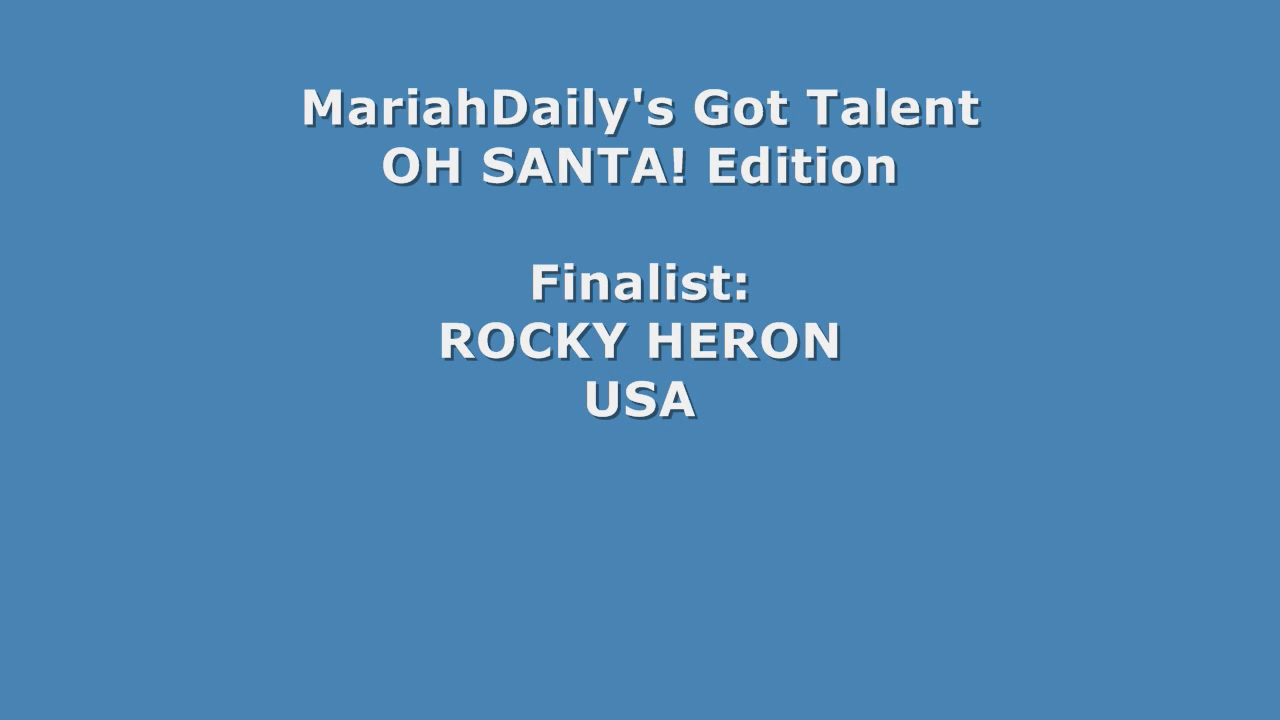 MariahDaily's Got Talent
OH SANTA! Edition
Finalist:
ROCKY HERON
USA